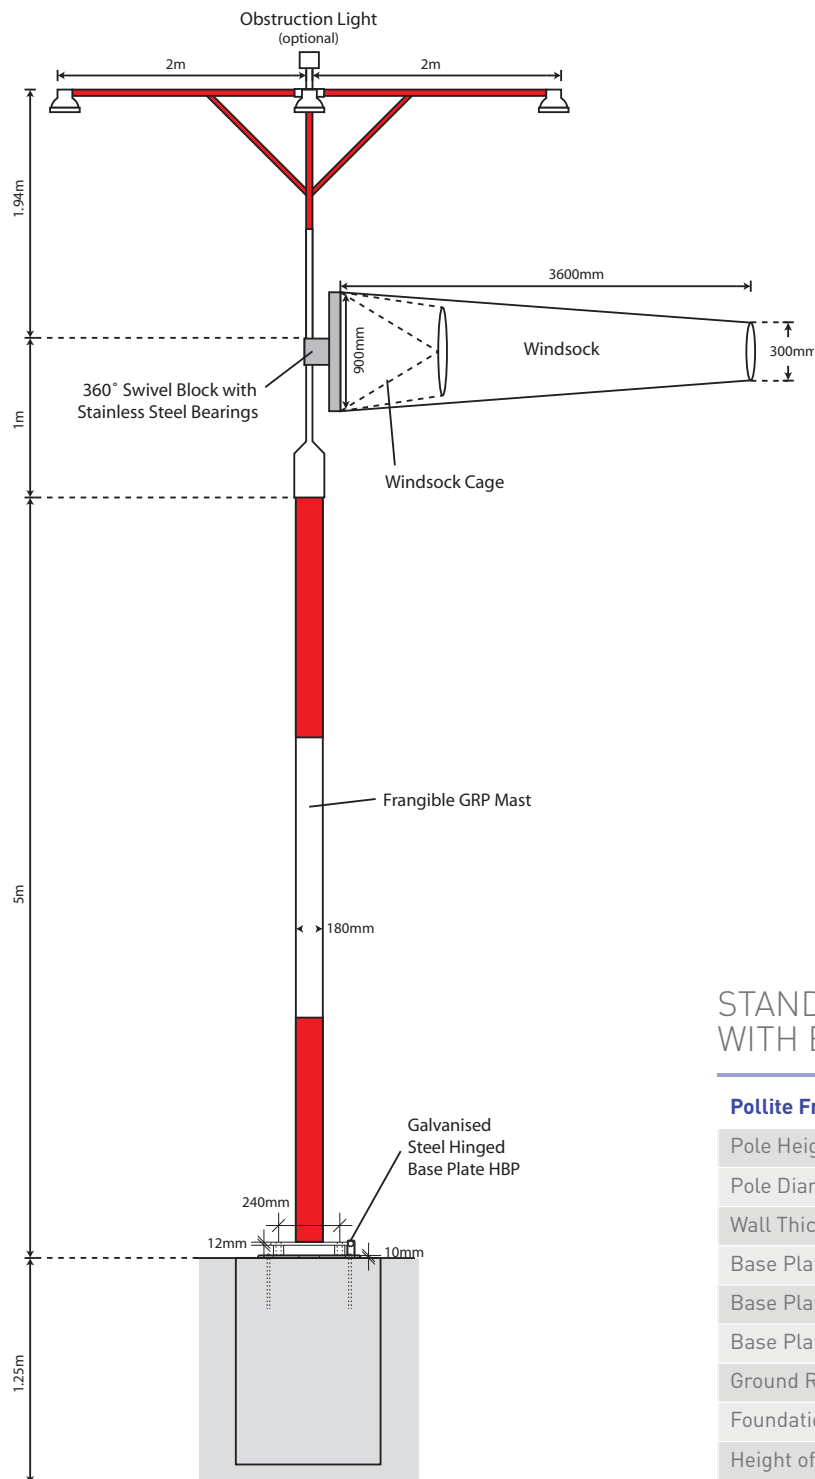 Obstruction Light
(optional)
2m
2m
1.94m
3600mm
900mm
Windsock
300mm
360˚ Swivel Block with
Stainless Steel Bearings
1m
Windsock Cage
Frangible GRP Mast
5m
180mm
Galvanised
Steel Hinged
Base Plate HBP
240mm
12mm
10mm
1.25m
STAND
WITH
Pollite Fr
Pole Heig
Pole Diar
Wall Thic
Base Pla
Base Pla
Base Pla
Ground R
Foundatio
Height of